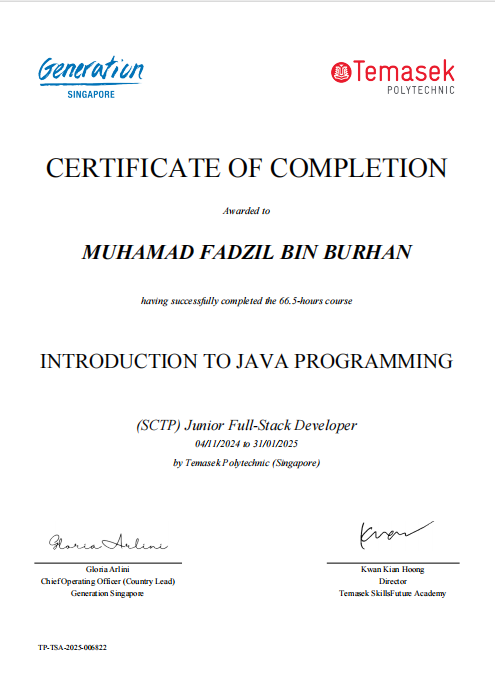 Generation
SINGAPORE
Temasek
POLYTECHNIC
CERTIFICATE OF COMPLETION
Awarded to
MUHAMAD FADZIL BIN BURHAN
having successfully completed the 66.5-hours course
INTRODUCTION TO JAVA PROGRAMMING
(SCTP) Junior Full-Stack Developer
04/11/2024 to 31/01/2025
by Temasek Polytechnic (Singapore)
Gloria Arlini
Kwan
Gloria Arlini
Chief Operating Officer (Country Lead)
Generation Singapore
Kwan Kian Hoong
Director
Temasek SkillsFuture Academy
TP-TSA-2025-006822